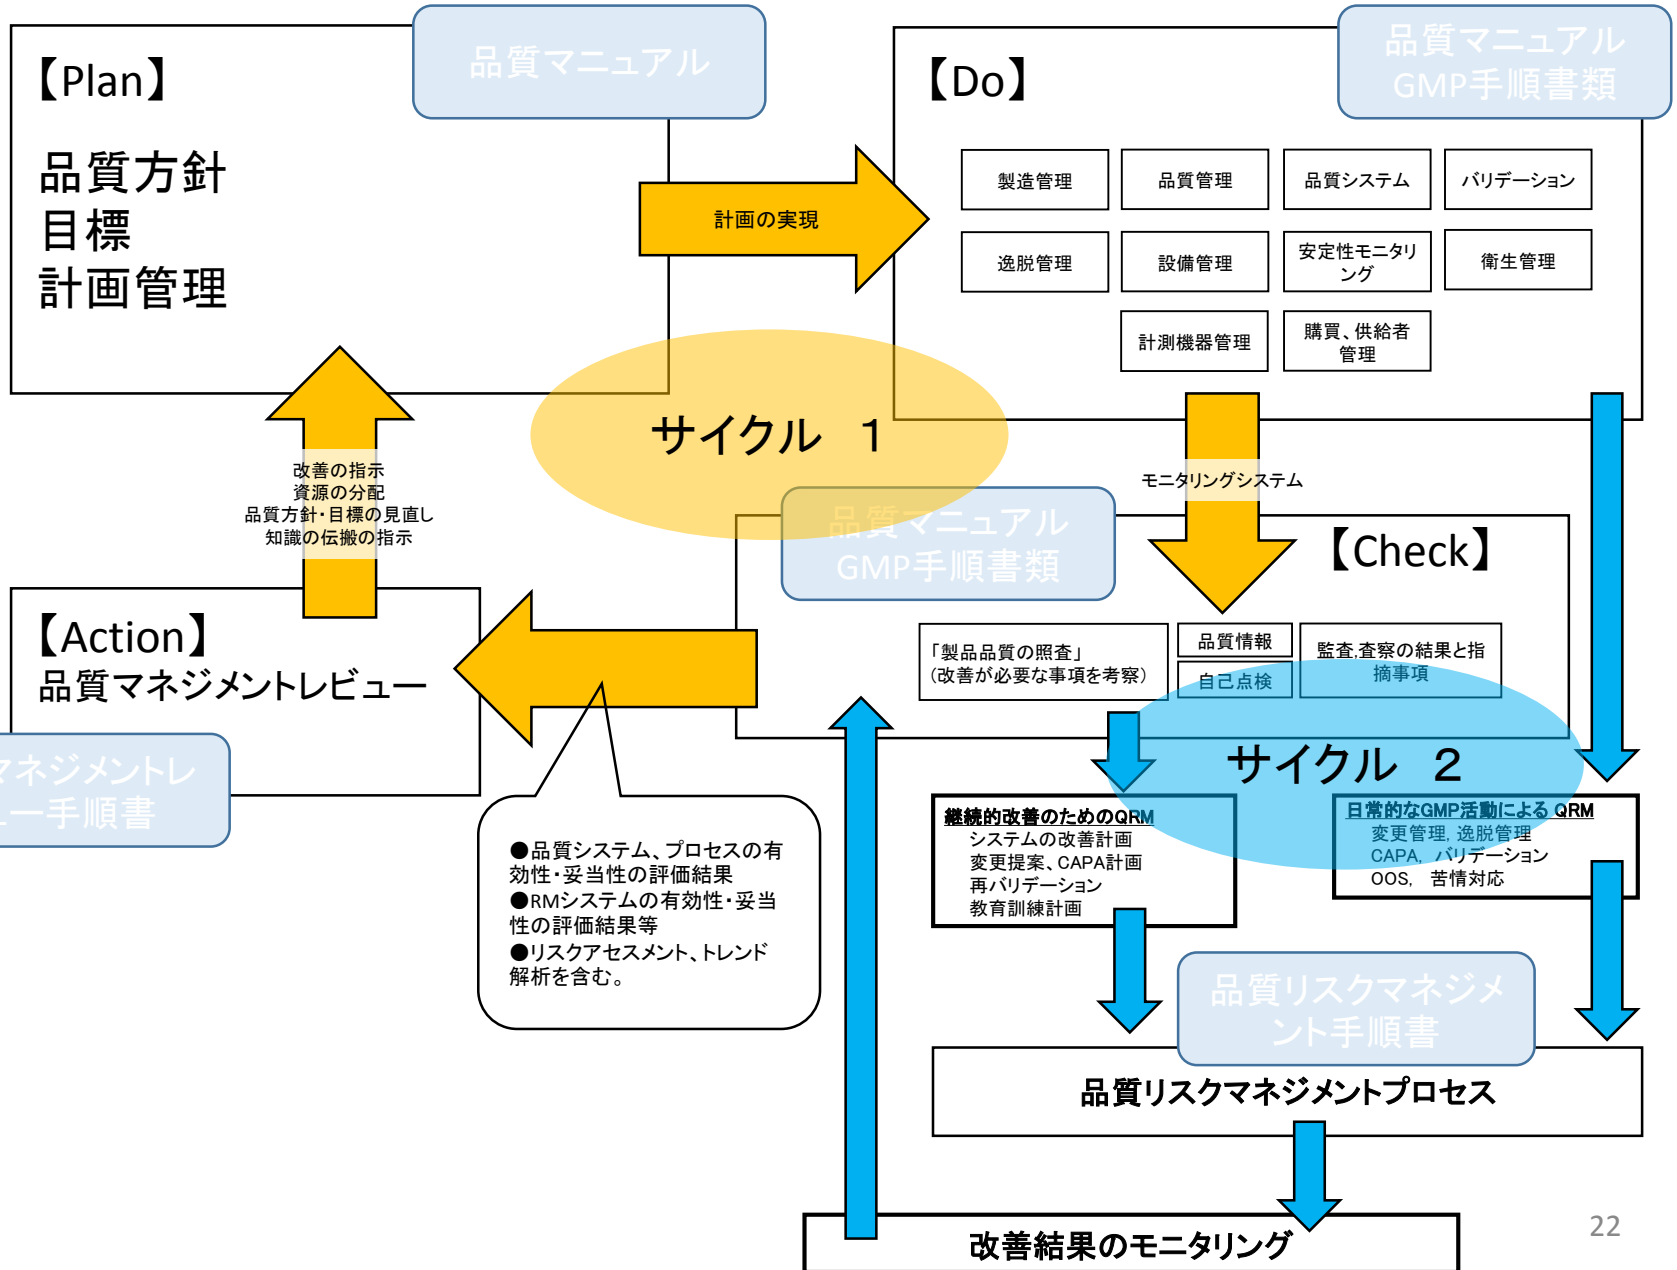 品質マニュアル
【Plan】
品質方針
目標
計画管理
計画の実現
品質マニュアル
GMP手順書類
【Do】
製造管理
品質管理
品質システム
バリデーション
逸脱管理
設備管理
安定性モニタリ
ング
衛生管理
計測機器管理
購買、供給者
管理
サイクル １
改善の指示
資源の分配
品質方針・目標の見直し
知識の伝搬の指示
モニタリングシステム
品質マニュアル
GMP手順書類
【Check】
「製品品質の照査」
(改善が必要な事項を考察)
品質情報
自己点検
監査,査察の結果と指
摘事項
【Action】
品質マネジメントレビュー
マネジメントレ
ュー手順書
サイクル ２
●品質システム、プロセスの有
効性・妥当性の評価結果
●RMシステムの有効性・妥当
性の評価結果等
●リスクアセスメント、トレンド
解析を含む。
継続的改善のためのQRM
システムの改善計画
変更提案、CAPA計画
再バリデーション
教育訓練計画
日常的なGMP活動による QRM
変更管理, 逸脱管理
CAPA, バリデーション
OOS, 苦情対応
品質リスクマネジメ
ント手順書
品質リスクマネジメントプロセス
改善結果のモニタリング
22